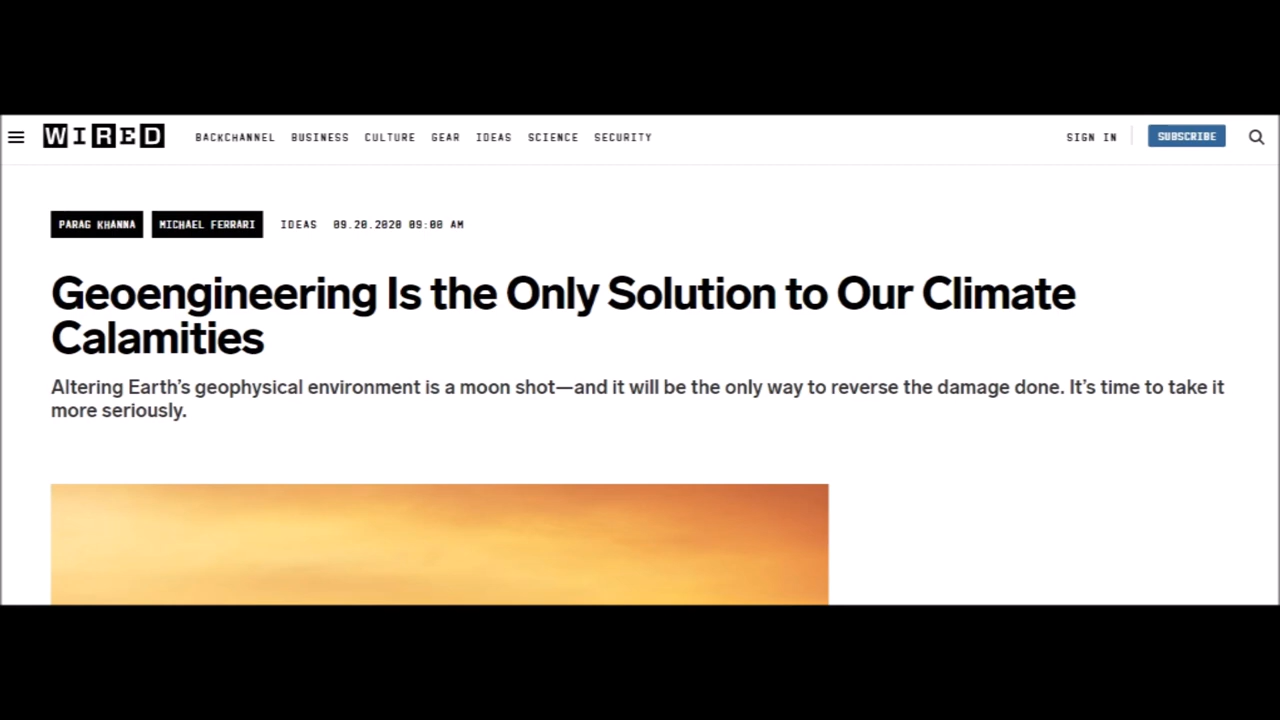 WIRED BACKCHANNEL BUSINESS CULTURE GEAR IDEAS SCIENCE SECURITY SIGN IN SUBSCRIBE
PARAG KHANNA MICHAEL FERRARI IDEAS 09.20.2020 09:00 AM
Geoengineering Is the Only Solution to Our Climate
Calamities
Altering Earth’s geophysical environment is a moon shot—and it will be the only way to reverse the damage done. It’s time to take it
more seriously.